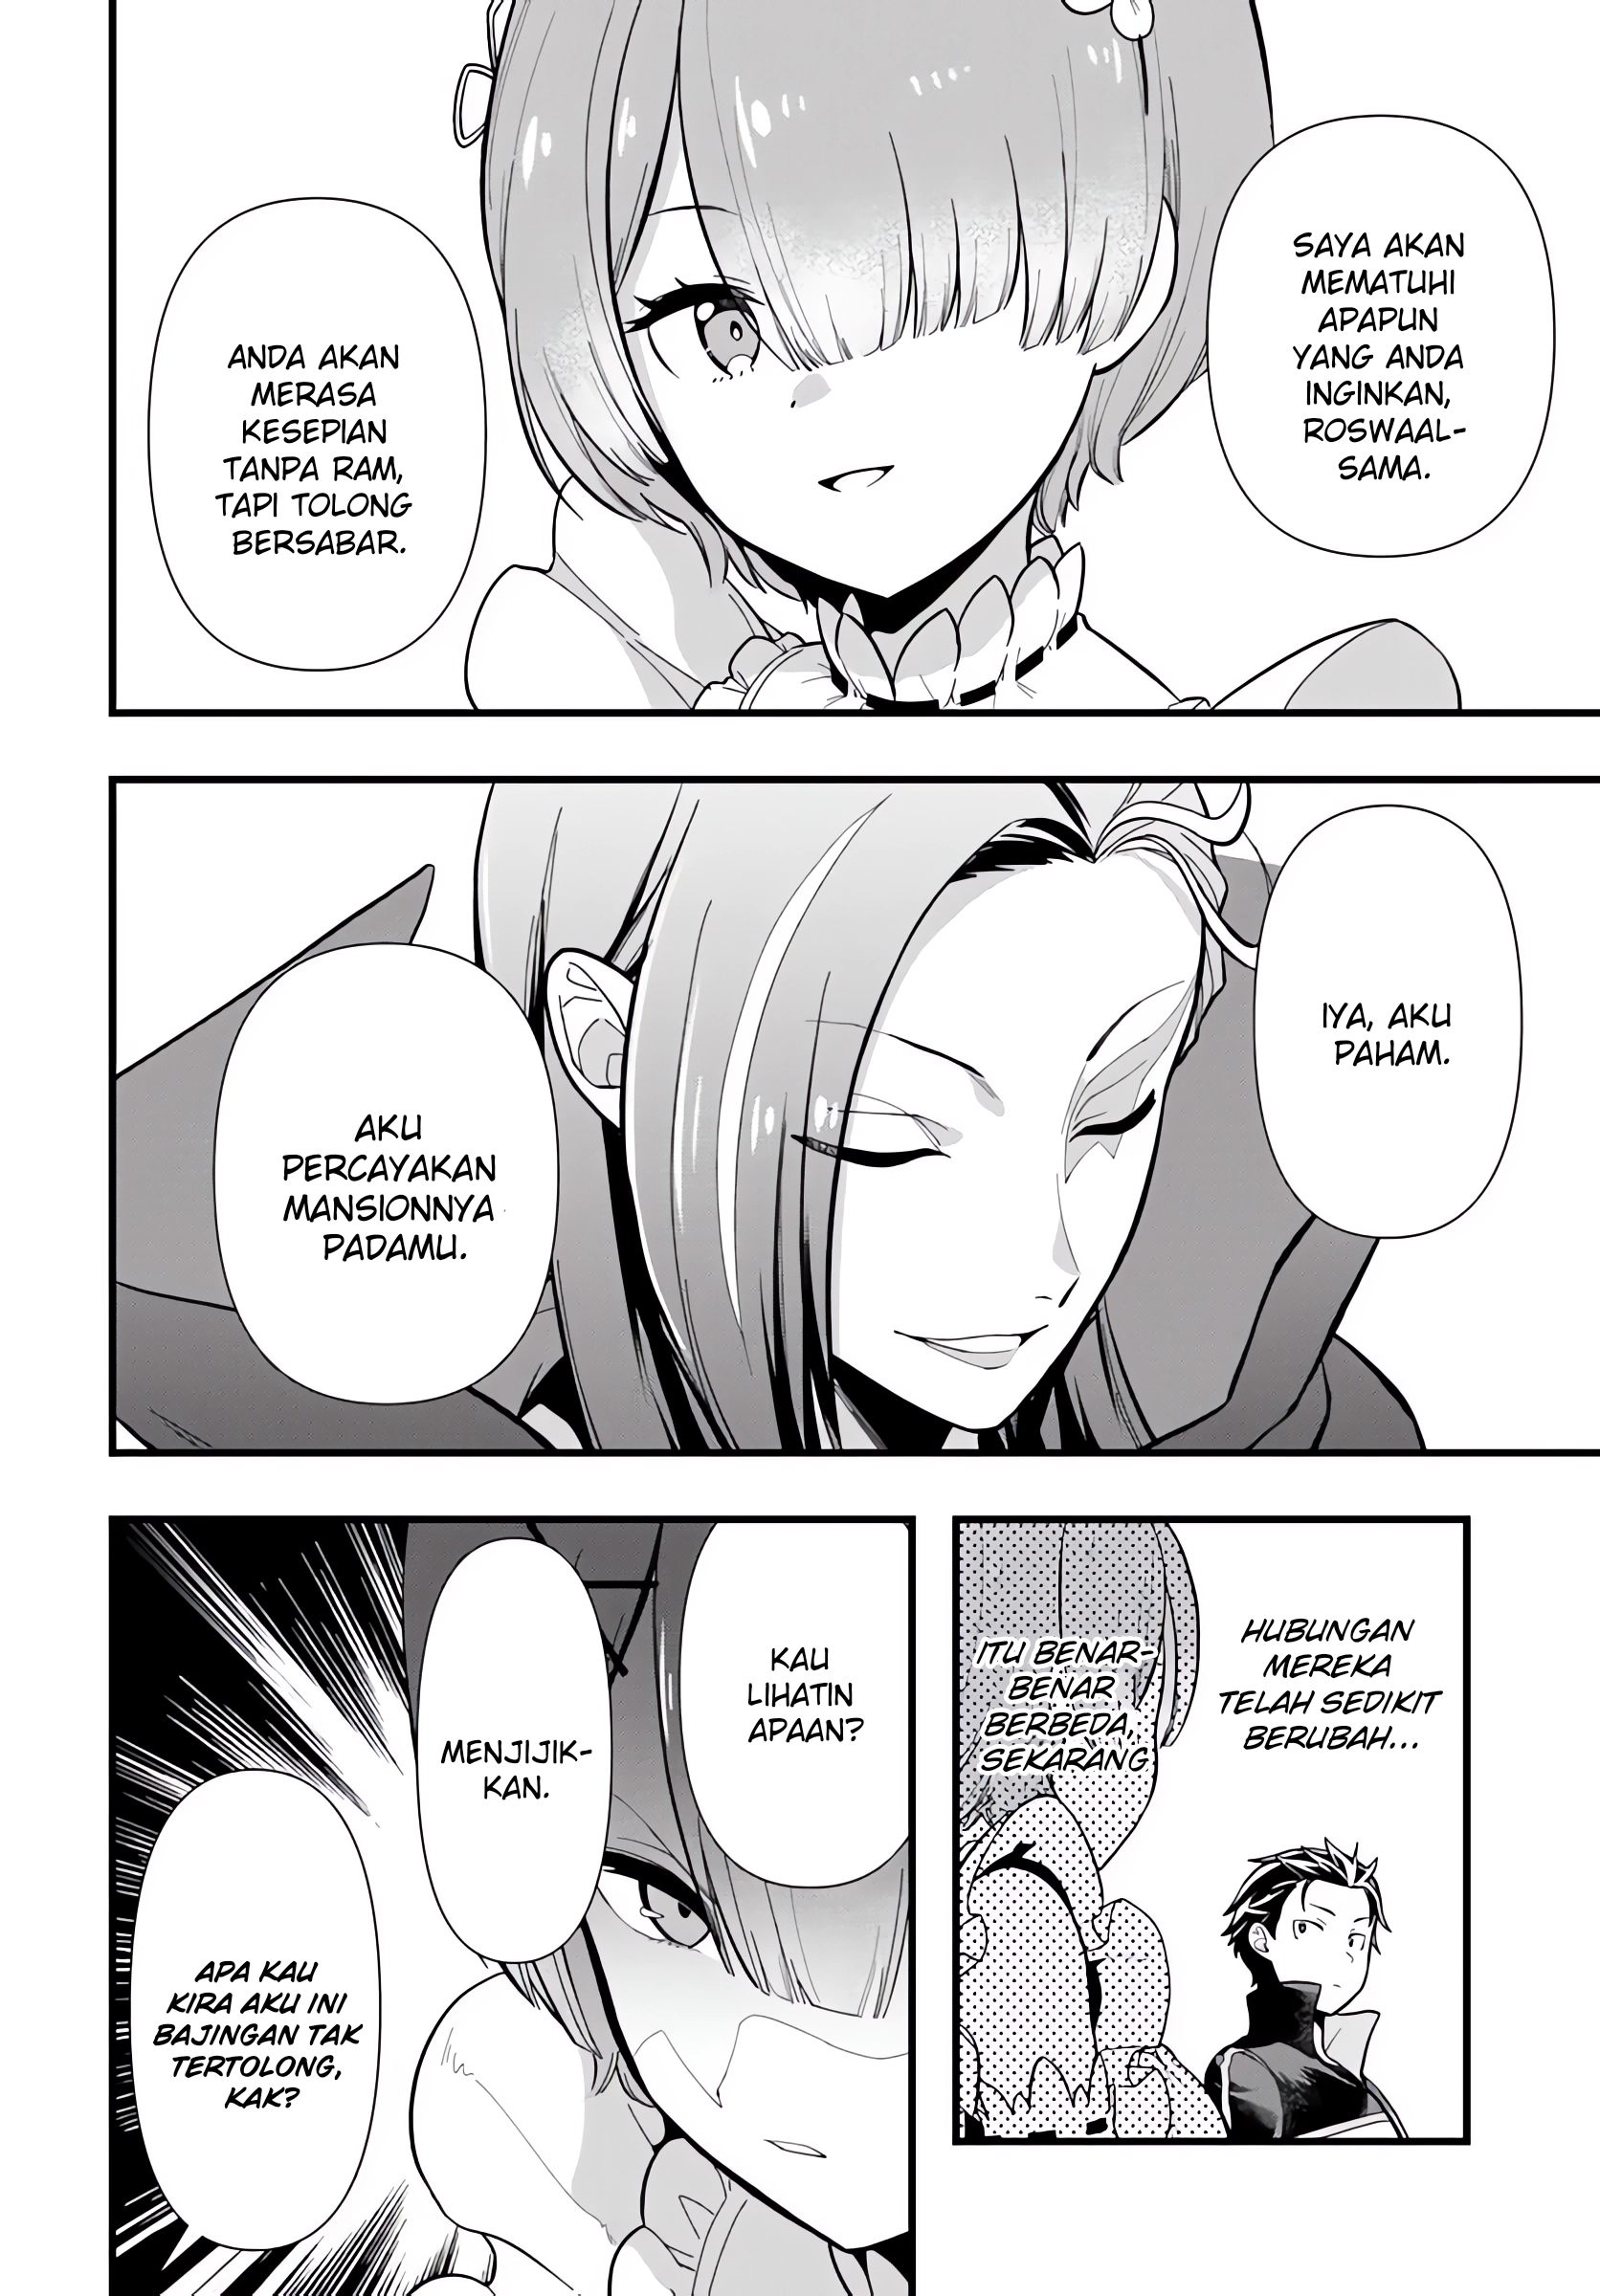 SAYA AKAN
MEMATUHI
APAPUN
YANG ANDA
INGINKAN,
ROSWAAL-
SAMA.
ANDA AKAN
MERASA
KESEPIAN
TANPA RAM,
TAPI TOLONG
BERSABAR.
IYA, AKU
PAHAM.
AKU
PERCAYAKAN
MANSIONNYA
PADAMU.
HUBUNGAN
MEREKA
TELAH SEDIKIT
BERUBAH...
ITU BENAR-
BENAR
BERBEDA,
SEKARANG
KAU
LIHATIN
APAAN?
MENJIJIK-
KAN.
APA KAU
KIRA AKU INI
BAJINGAN TAK
TERTOLONG,
KAK?